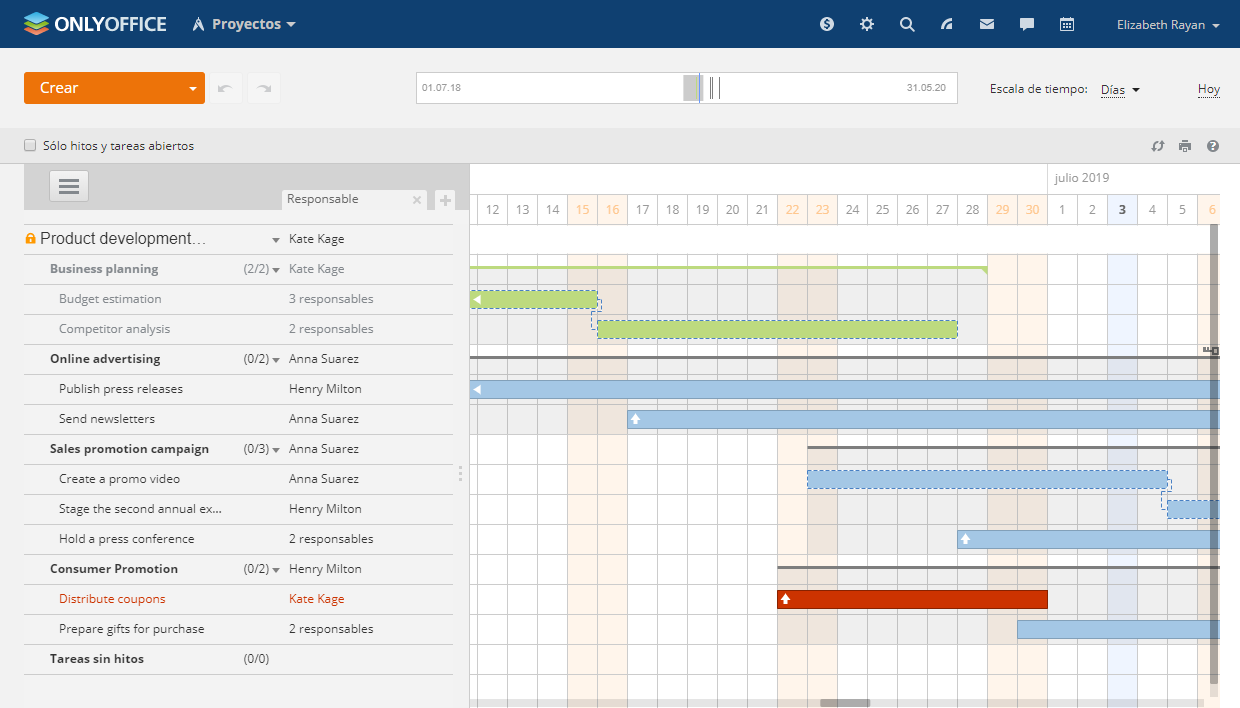 ONLYOFFICE Proyectos Elizabeth Rayan
Crear 01.07.18 31.05.20 Escala de tiempo: Días Hoy
Sólo hitos y tareas abiertos
julio 2019
Responsable
12 13 14 15 16 17 18 19 20 21 22 23 24 25 26 27 28 29 30 1 2 3 4 5 6
Product development... Kate Kage
Business planning (2/2) Kate Kage
Budget estimation 3 responsables
Competitor analysis 2 responsables
Online advertising (0/2) Anna Suarez
Publish press releases Henry Milton
Send newsletters Anna Suarez
Sales promotion campaign (0/3) Anna Suarez
Create a promo video Anna Suarez
Stage the second annual ex... Henry Milton
Hold a press conference 2 responsables
Consumer Promotion (0/2) Henry Milton
Distribute coupons Kate Kage
Prepare gifts for purchase 2 responsables
Tareas sin hitos (0/0)